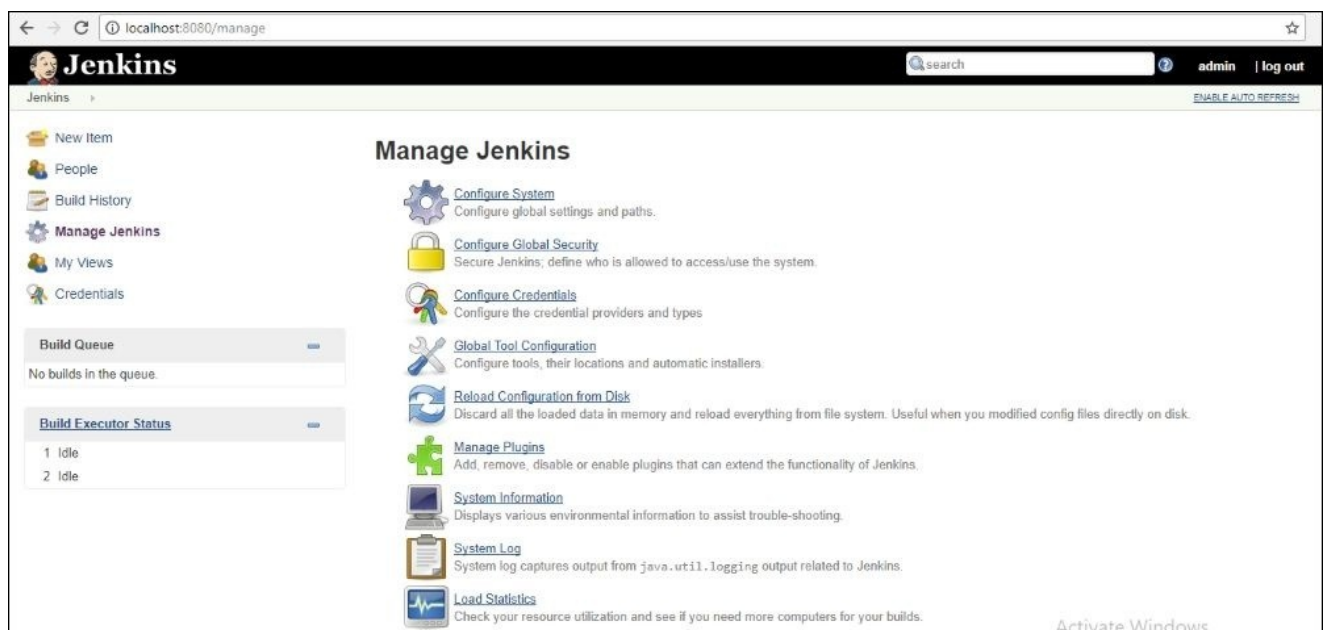 localhost:8080/manage
Jenkins
search
admin | log out
Jenkins
ENABLE AUTO REFRESH
New Item
People
Build History
Manage Jenkins
My Views
Credentials
Build Queue
No builds in the queue.
Build Executor Status
1 Idle
2 Idle
Manage Jenkins
Configure System
Configure global settings and paths.
Configure Global Security
Secure Jenkins; define who is allowed to access/use the system.
Configure Credentials
Configure the credential providers and types
Global Tool Configuration
Configure tools, their locations and automatic installers.
Reload Configuration from Disk
Discard all the loaded data in memory and reload everything from file system. Useful when you modified config files directly on disk.
Manage Plugins
Add, remove, disable or enable plugins that can extend the functionality of Jenkins.
System Information
Displays various environmental information to assist trouble-shooting.
System Log
System log captures output from java.util.logging output related to Jenkins.
Load Statistics
Check your resource utilization and see if you need more computers for your builds.
Activate Windows